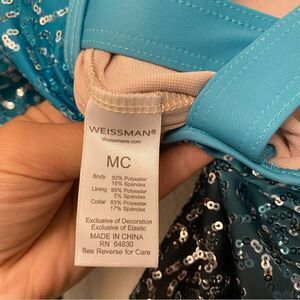 WEISSMAN®
Weissmans.com
MC
Body 82% Polyester
18% Spandex
Lining 95% Polyester
5% Spandex
Collar 83% Polyester
17% Spandex
Exclusive of Decoration
Exclusive of Elastic
MADE IN CHINA
RN 64830
See Reverse for Care